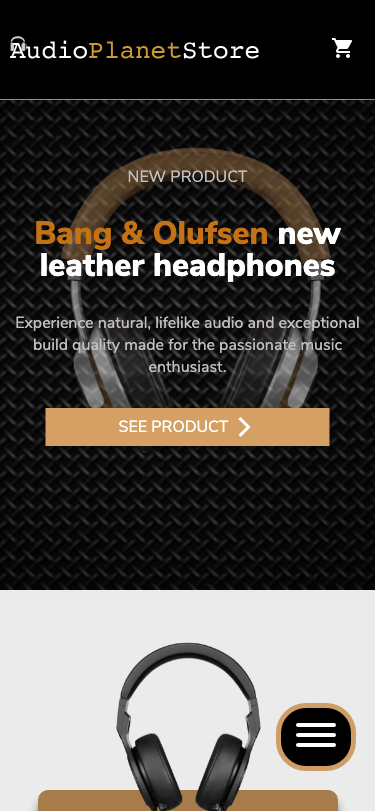 AudioPlanetStore
NEW PRODUCT
Bang & Olufsen new
leather headphones
Experience natural, lifelike audio and exceptional
build quality made for the passionate music
enthusiast.
SEE PRODUCT